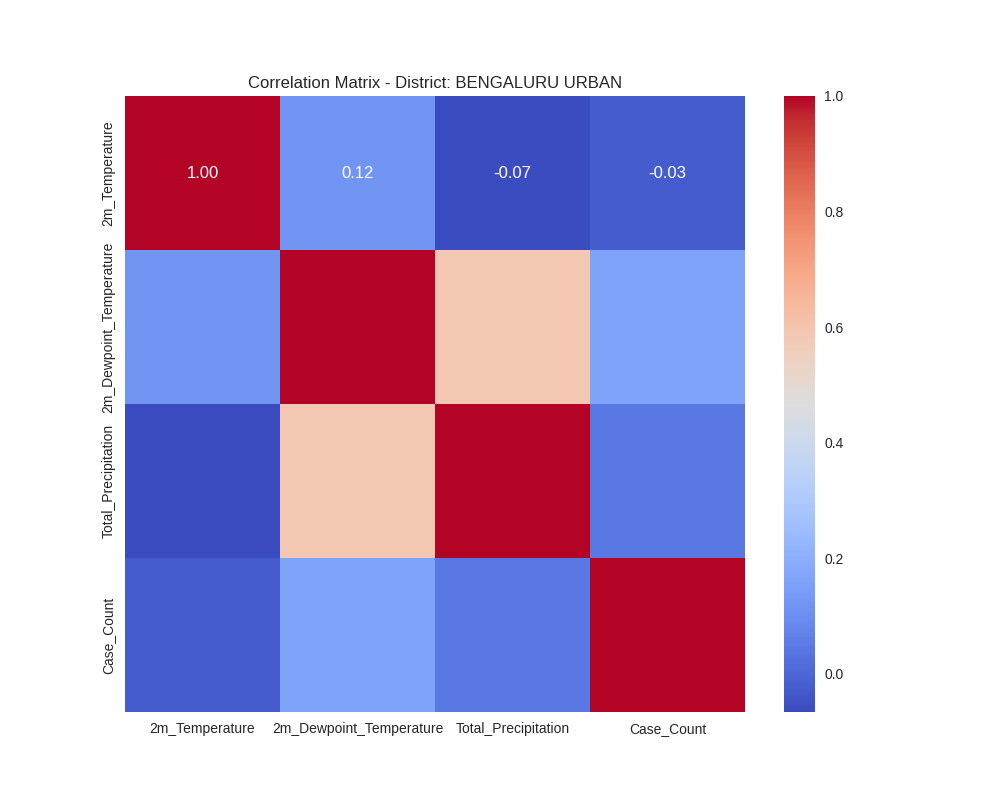 Correlation Matrix - District: BENGALURU URBAN
2m_Temperature
1.00
0.12
-0.07
-0.03
2m_Dewpoint_Temperature
Total_Precipitation
Case_Count
2m_Temperature
2m_Dewpoint_Temperature
Total_Precipitation
Case_Count
1.0
0.8
0.6
0.4
0.2
0.0